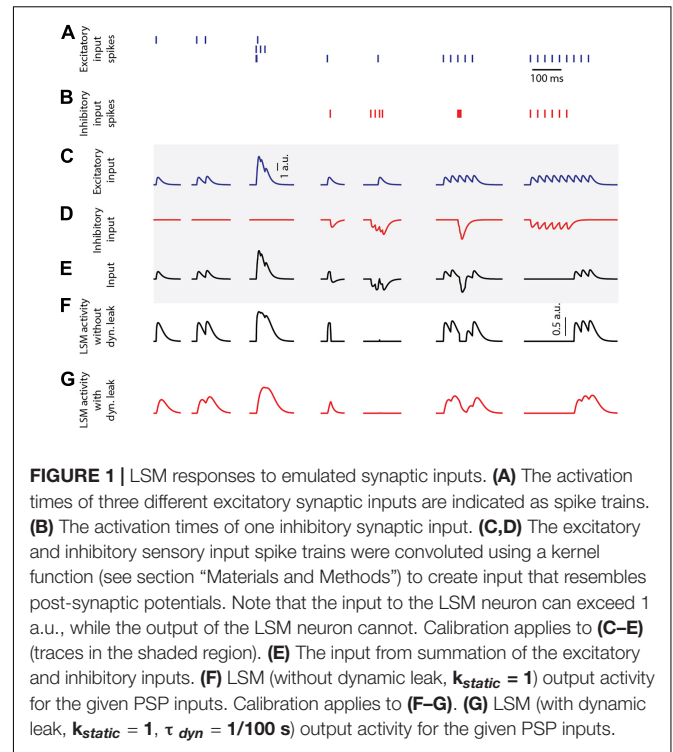 A
Excitatory
input
spikes
100 ms
B
Inhibitory
input
spikes
C
Excitatory
input
1 a.u.
D
Inhibitory
input
E
Input
F
LSM activity
without
dyn. leak
0.5 a.u.
G
LSM activity
with
dyn. leak
FIGURE 1 | LSM responses to emulated synaptic inputs. (A) The activation
times of three different excitatory synaptic inputs are indicated as spike trains.
(B) The activation times of one inhibitory synaptic input. (C,D) The excitatory
and inhibitory sensory input spike trains were convoluted using a kernel
function (see section “Materials and Methods”) to create input that resembles
post-synaptic potentials. Note that the input to the LSM neuron can exceed 1
a.u., while the output of the LSM neuron cannot. Calibration applies to (C–E)
(traces in the shaded region). (E) The input from summation of the excitatory
and inhibitory inputs. (F) LSM (without dynamic leak, kstatic = 1) output activity
for the given PSP inputs. Calibration applies to (F–G). (G) LSM (with dynamic
leak, kstatic = 1, τ dyn = 1/100 s) output activity for the given PSP inputs.